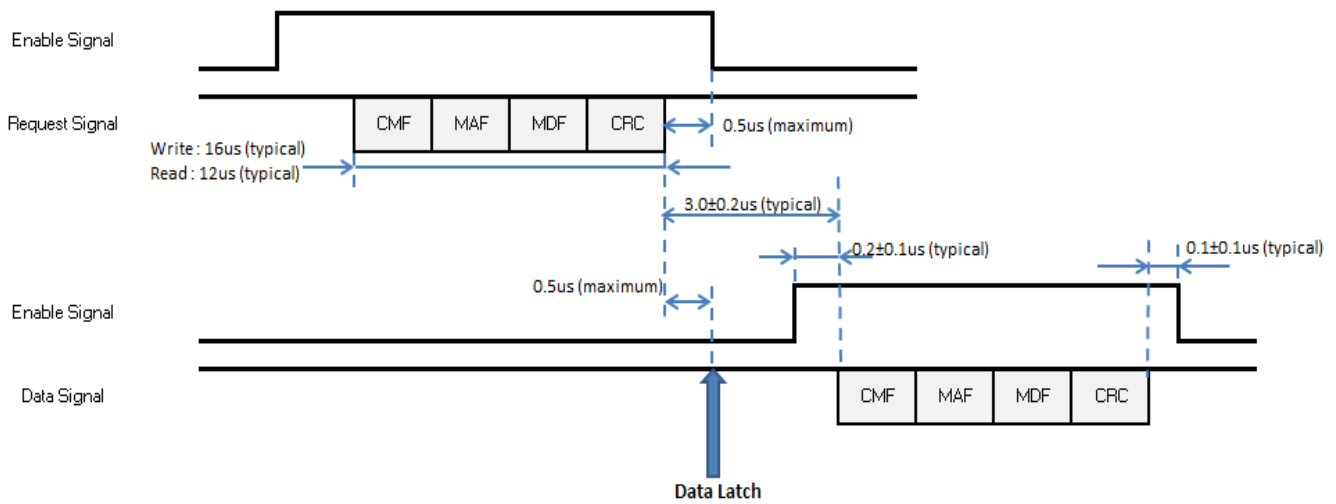 Enable Signal
Request Signal
CMF MAF MDF CRC
0.5us (maximum)
Write : 16us (typical)
Read : 12us (typical)
3.0±0.2us (typical)
0.2±0.1us (typical)
0.1±0.1us (typical)
0.5us (maximum)
Enable Signal
Data Signal
CMF MAF MDF CRC
Data Latch